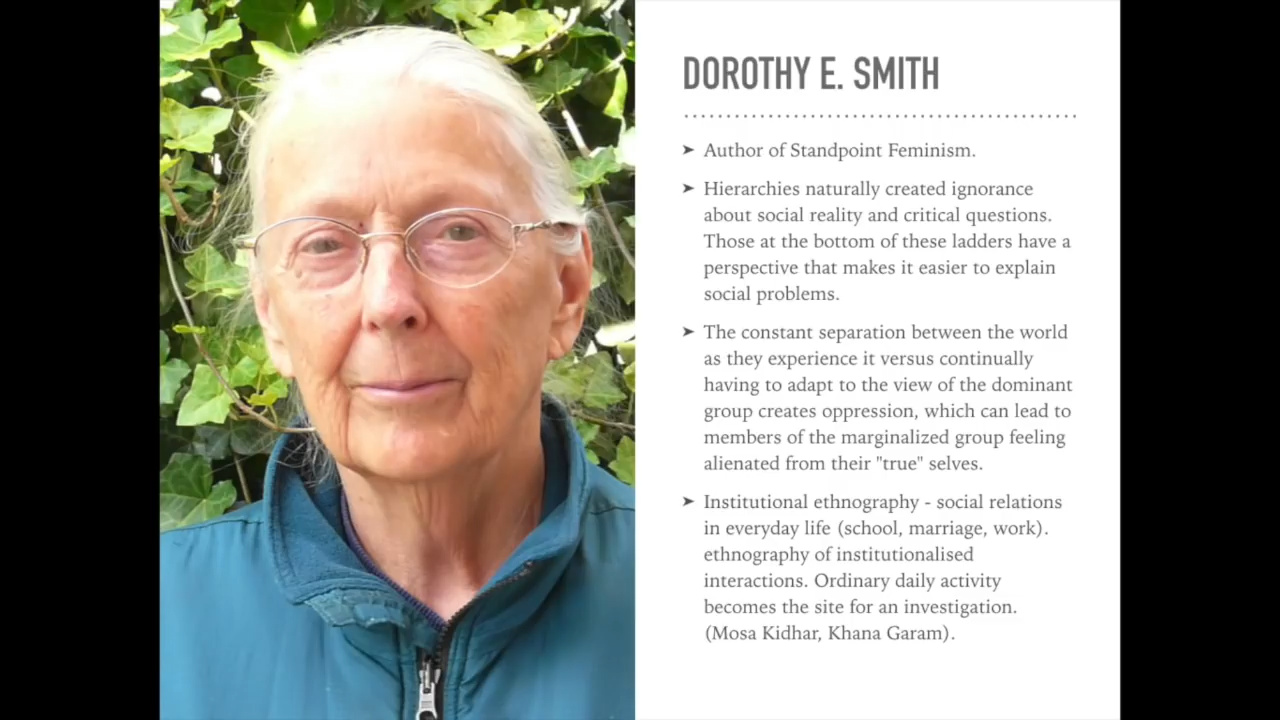 DOROTHY E. SMITH
➤ Author of Standpoint Feminism.
➤ Hierarchies naturally created ignorance
about social reality and critical questions.
Those at the bottom of these ladders have a
perspective that makes it easier to explain
social problems.
➤ The constant separation between the world
as they experience it versus continually
having to adapt to the view of the dominant
group creates oppression, which can lead to
members of the marginalized group feeling
alienated from their "true" selves.
➤ Institutional ethnography - social relations
in everyday life (school, marriage, work).
ethnography of institutionalised
interactions. Ordinary daily activity
becomes the site for an investigation.
(Mosa Kidhar, Khana Garam).